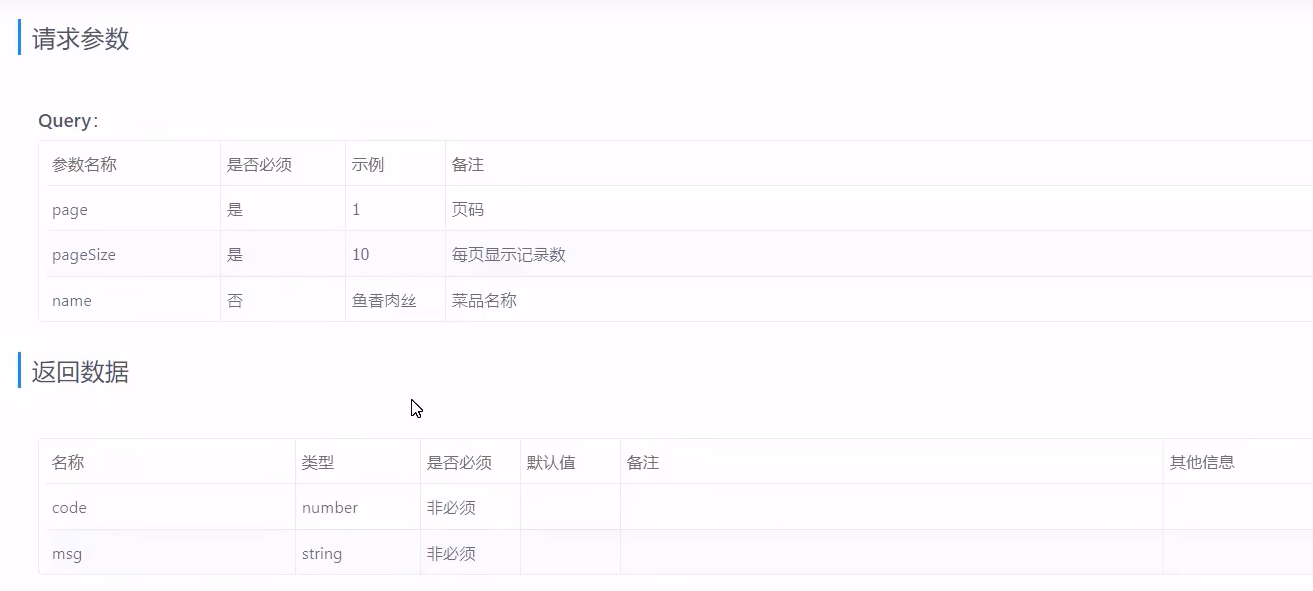 请求参数
Query：
参数名称 是否必须 示例 备注
page 是 1 页码
pageSize 是 10 每页显示记录数
name 否 鱼香肉丝 菜品名称
返回数据
名称 类型 是否必须 默认值 备注 其他信息
code number 非必须
msg string 非必须